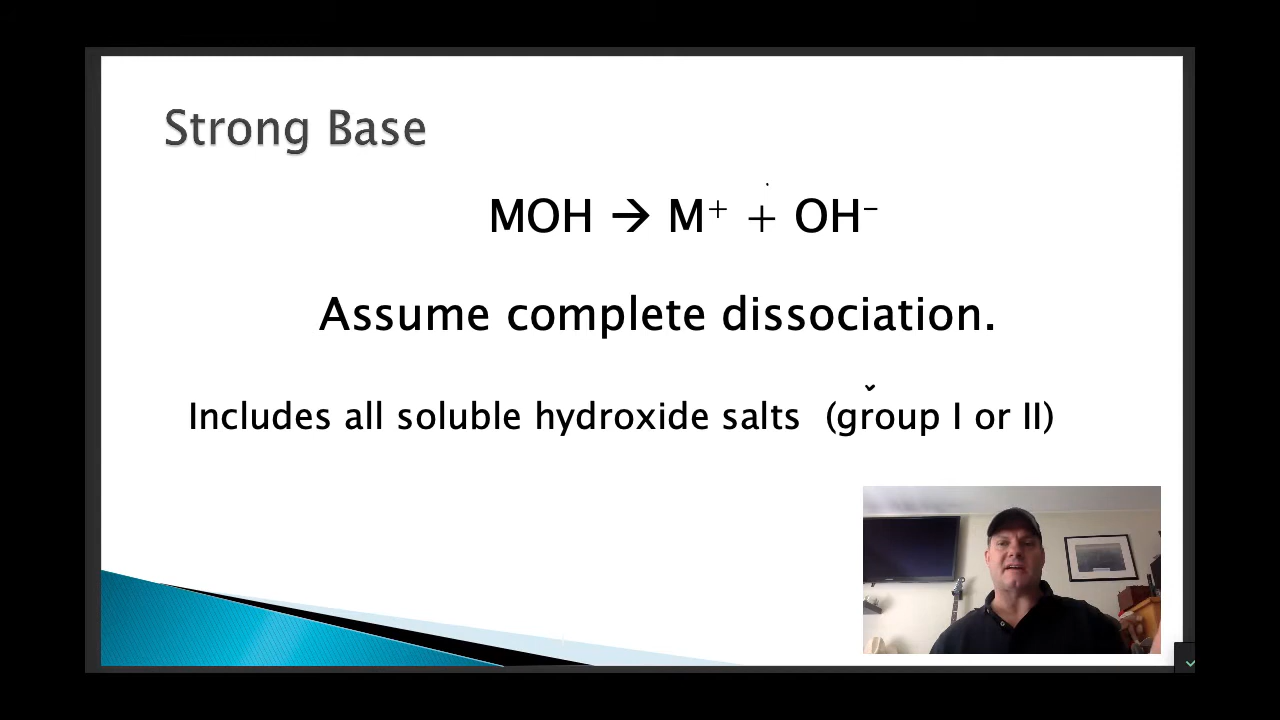 Strong Base
MOH → M⁺ + OH⁻
Assume complete dissociation.
Includes all soluble hydroxide salts (group I or II)